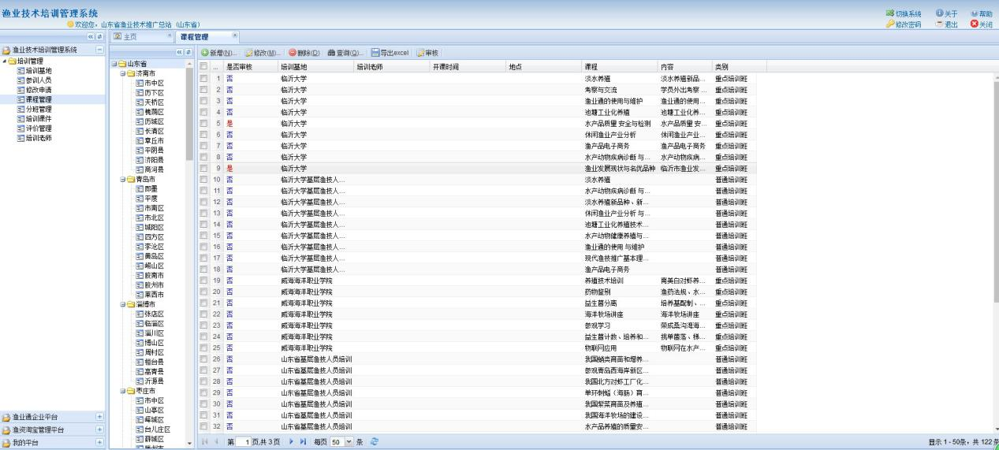 渔业技术培训管理系统
欢迎您，山东省渔业技术推广总站（山东省）
切换系统 关于 帮助
修改密码 退出 关闭
主页 课程管理
渔业技术培训管理系统
培训管理
培训基地
参训人员
修改申请
课程管理
分班管理
培训课件
评价管理
培训老师
渔业通企业平台
渔资淘宝管理平台
我的平台
山东省
济南市
市中区
历下区
天桥区
槐荫区
历城区
长清区
章丘市
平阴县
济阳县
商河县
青岛市
即墨
平度
市南区
市北区
城阳区
四方区
李沧区
黄岛区
崂山区
胶南市
胶州市
莱西市
淄博市
张店区
临淄区
淄川区
博山区
周村区
桓台县
高青县
沂源县
枣庄市
市中区
山亭区
峄城区
台儿庄区
薛城区
新增(N)... 修改(M)... 删除(D) 查询(Q)... 导出excel 审核
... 是否审核 培训基地 培训老师 开课时间 地点 课程 内容 类别
1 否 临沂大学 淡水养殖 淡水养殖新品... 重点培训班
2 否 临沂大学 考察与交流 学员外出考察 ... 重点培训班
3 否 临沂大学 渔业通的使用与维护 渔业通的使用... 重点培训班
4 否 临沂大学 池塘工业化养殖 池塘工业化养... 重点培训班
5 是 临沂大学 水产品质量 安全与检测 水产品质量 安... 重点培训班
6 否 临沂大学 休闲渔业产业分析 休闲渔业产业... 重点培训班
7 否 临沂大学 渔产品电子商务 渔产品电子商务 重点培训班
8 否 临沂大学 水产动物疾病诊断 与... 水产动物疾病... 重点培训班
9 是 临沂大学 渔业发展现状与名优品种 临沂市渔业发... 重点培训班
10 否 临沂大学基层渔技人... 淡水养殖 普通培训班
11 否 临沂大学基层渔技人... 水产动物疾病诊断 与... 普通培训班
12 否 临沂大学基层渔技人... 淡水养殖新品种、新... 普通培训班
13 否 临沂大学基层渔技人... 休闲渔业产业分析 与... 普通培训班
14 否 临沂大学基层渔技人... 池塘工业化养殖技术... 普通培训班
15 否 临沂大学基层渔技人... 水产动物健康养殖与... 普通培训班
16 否 临沂大学基层渔技人... 渔业通的使用 与维护 普通培训班
17 否 临沂大学基层渔技人... 现代渔技推广基本理... 普通培训班
18 否 临沂大学基层渔技人... 渔产品电子商务 普通培训班
19 否 威海海洋职业学院 养殖技术培训 南美白对虾养... 重点培训班
20 否 威海海洋职业学院 药物鉴别 渔药法规、水... 重点培训班
21 否 威海海洋职业学院 益生菌分离 培养基配制、... 重点培训班
22 否 威海海洋职业学院 海洋牧场讲座 海洋牧场讲座 重点培训班
23 否 威海海洋职业学院 参观学习 荣成桑沟湾海... 重点培训班
24 否 威海海洋职业学院 益生菌计数、培养和... 挑单菌落、梯... 重点培训班
25 否 威海海洋职业学院 物联网应用 物联网在水产... 重点培训班
26 否 山东省基层渔技人员培训 我国鲆类育苗和增养... 普通培训班
27 否 山东省基层渔技人员培训 参观青岛西海岸新区... 普通培训班
28 否 山东省基层渔技人员培训 我国北方对虾工厂化... 普通培训班
29 否 山东省基层渔技人员培训 单环刺螠（海肠）育... 普通培训班
30 否 山东省基层渔技人员培训 我国紫菜育苗及养殖... 普通培训班
31 否 山东省基层渔技人员培训 我国海洋牧场的建设... 普通培训班
32 否 山东省基层渔技人员培训 水产品养殖的质量安... 普通培训班
第 1 页,共 3 页 每页 50 条 显示 1 - 50条，共 122 条